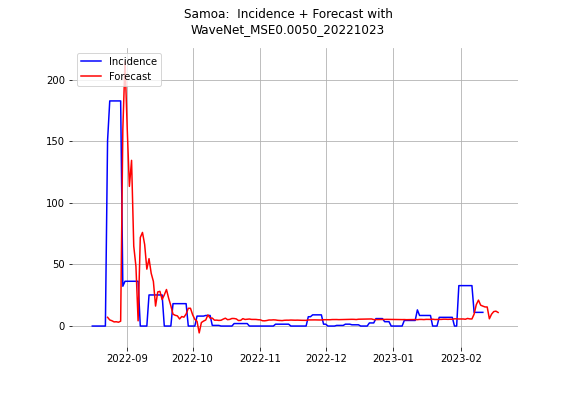 Samoa:  Incidence + Forecast with
WaveNet_MSE0.0050_20221023
Incidence
Forecast
200
150
100
50
0
2022-09 2022-10 2022-11 2022-12 2023-01 2023-02